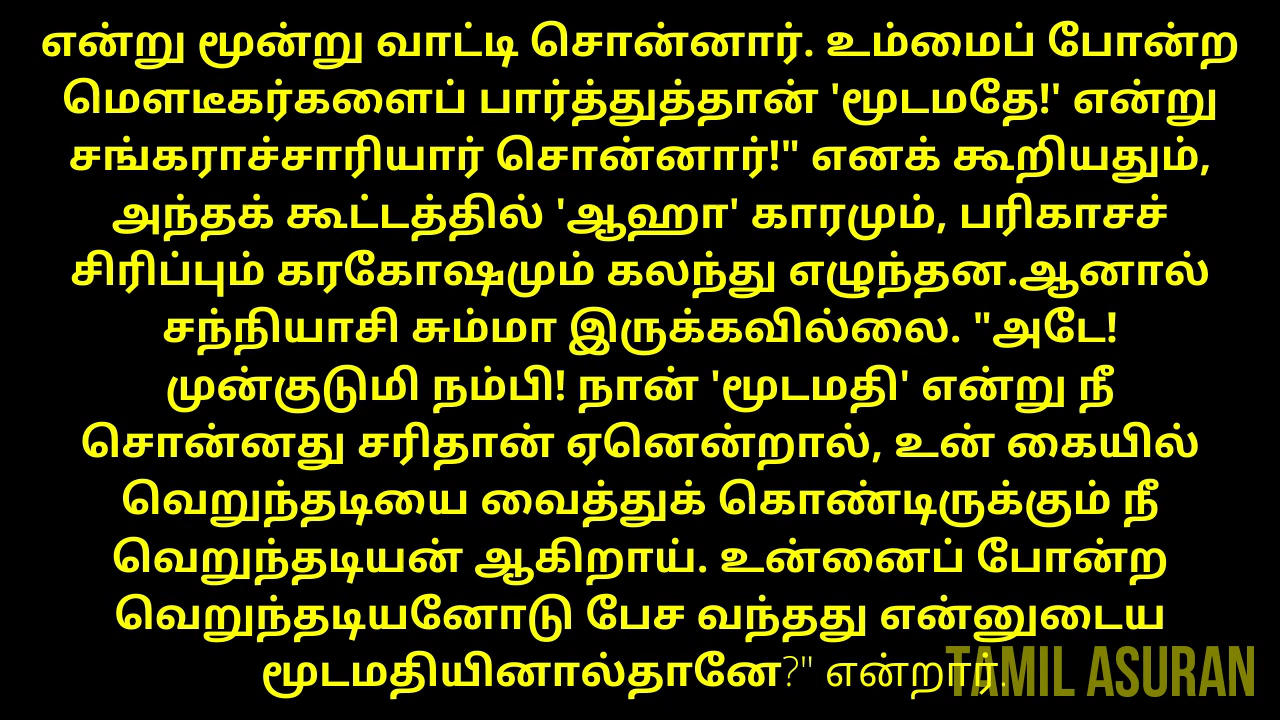 என்று மூன்று வாட்டி சொன்னார். உம்மைப் போன்ற
மௌடீகர்களைப் பார்த்துத்தான் 'மூடமதே!' என்று
சங்கராச்சாரியார் சொன்னார்!" எனக் கூறியதும்,
அந்தக் கூட்டத்தில் 'ஆஹா' காரமும், பரிகாசச்
சிரிப்பும் கரகோஷமும் கலந்து எழுந்தன.ஆனால்
சந்நியாசி சும்மா இருக்கவில்லை. "அடே!
முன்குடுமி நம்பி! நான் 'மூடமதி' என்று நீ
சொன்னது சரிதான் ஏனென்றால், உன் கையில்
வெறுந்தடியை வைத்துக் கொண்டிருக்கும் நீ
வெறுந்தடியன் ஆகிறாய். உன்னைப் போன்ற
வெறுந்தடியனோடு பேச வந்தது என்னுடைய
மூடமதியினால்தானே?" என்றார்.
TAMIL ASURAN